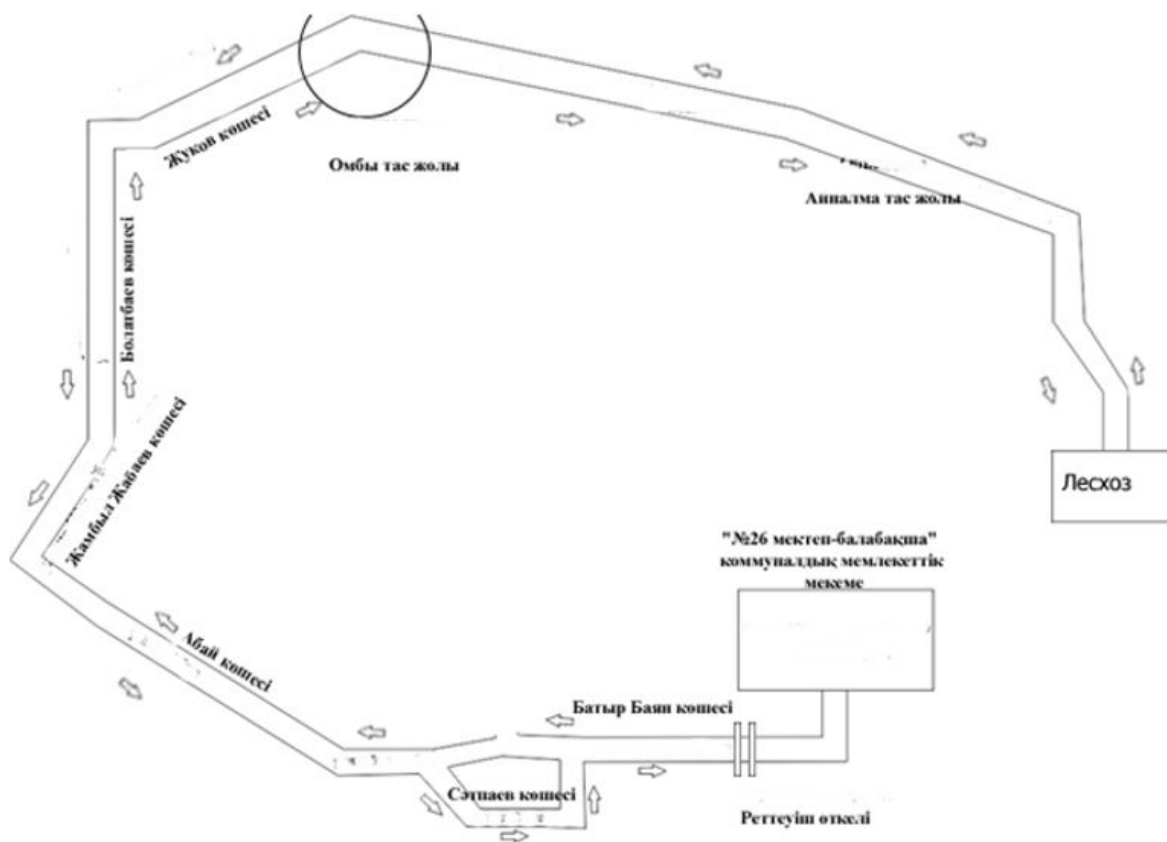 Жуков көшесі
Омбы тас жолы
Айналма тас жолы
Болатбаев көшесі
Жамбыл Жабаев көшесі
Лесхоз
"№26 мектеп-балабақша"
коммуналдық мемлекеттік
мекеме
Абай көшесі
Батыр Баян көшесі
Сәтпаев көшесі
Реттеуіш өткелі